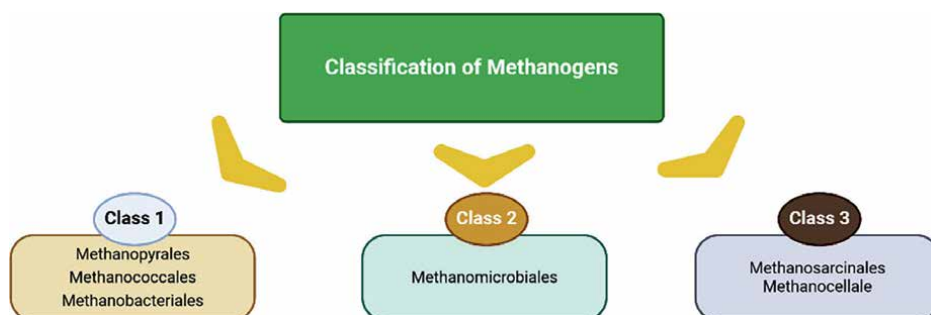 Classification of Methanogens
Class 1
Methanopyrales
Methanococcales
Methanobacteriales
Class 2
Methanomicrobiales
Class 3
Methanosarcinales
Methanocellale